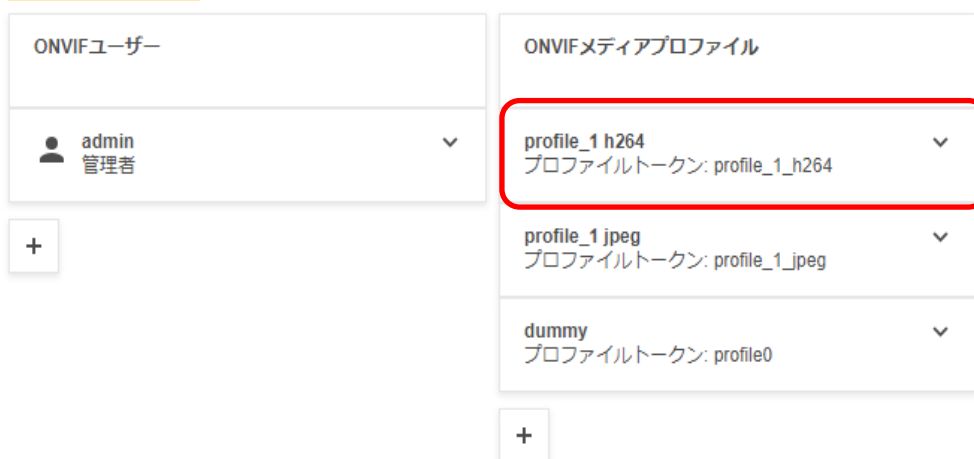 ONVIFユーザー
admin
管理者
+
ONVIFメディアプロファイル
profile_1 h264
プロファイルトークン: profile_1_h264
profile_1 jpeg
プロファイルトークン: profile_1_jpeg
dummy
プロファイルトークン: profile0
+